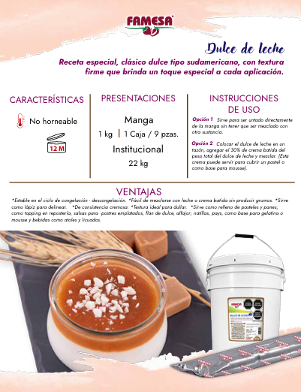 FAMESA
Dulce de leche
Receta especial, clásico dulce tipo sudamericano, con textura
firme que brinda un toque especial a cada aplicación.
CARACTERÍSTICAS
No horneable
12 M
PRESENTACIONES
Manga
1 kg | 1 Caja / 9 pzas.
Institucional
22 kg
INSTRUCCIONES
DE USO
Opción 1 Sirve para ser untado directamente
de la manga sin tener que ser mezclado con
otro sustancia.
Opción 2 Colocar el dulce de leche en un
tazón, agregar el 30% de crema batida del
peso total del dulce de leche y mezclar. (Esta
crema puede servir para cubrir un pastel o
como base para mousse).
VENTAJAS
*Estable en el ciclo de congelación - descongelación. *Fácil de mezclarse con leche o crema batida sin producir grumos. *Sirve
como lápiz para delinear. *De consistencia cremosa. *Textura ideal para dullar. *Sirve como relleno de pasteles y panes,
como topping en repostería, salsas para postres emplatados, flan de dulce, alfajor, natillas, pays, como base para gelatina o
mousse y bebidas como atoles y licuados.
FAMESA